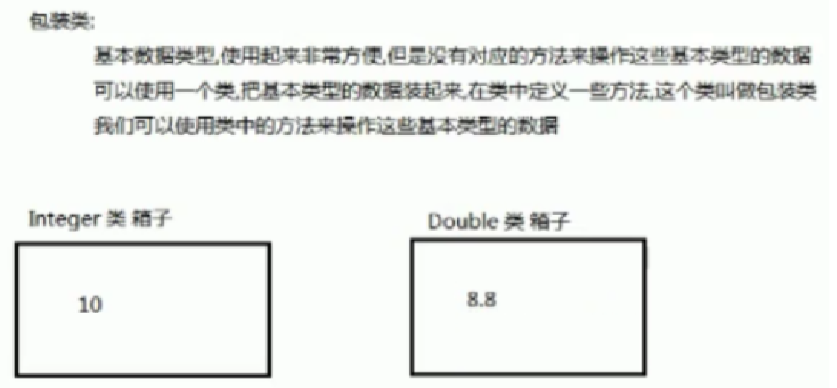 包装类:
基本数据类型,使用起来非常方便,但是没有对应的方法来操作这些基本类型的数据
可以使用一个类,把基本类型的数据装起来,在类中定义一些方法,这个类叫做包装类
我们可以使用类中的方法来操作这些基本类型的数据
Integer 类 箱子
Double 类 箱子
10
8.8